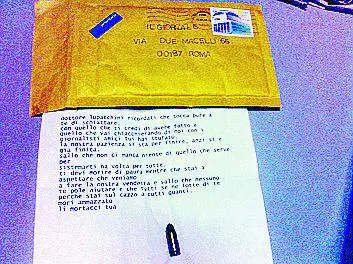 IL GIORNALE
VIA DUE MACELLI 66
00187 ROMA
dottore lupacchini ricordati che tocca pure a
te di schiattare.
con quello che ti credi di avere fatto e
quello che vai chiacchierando di noi con i
giornalisti amici tui hai stufato.
la nostra pazienza si sta per finire, anzi si e
gia finita.
sallo che non ci manca niente di quello che serve
per
sistemarti na volta per tutte.
ti devi morire di paura mentre che stai a
aspettare che veniamo
a fare la nostra vendetta e sallo che nessuno
te pole aiutare e che tutti se ne fotte di te
perche stai sul cazzo a tutti quanti.
mori ammazzato
li mortacci tua